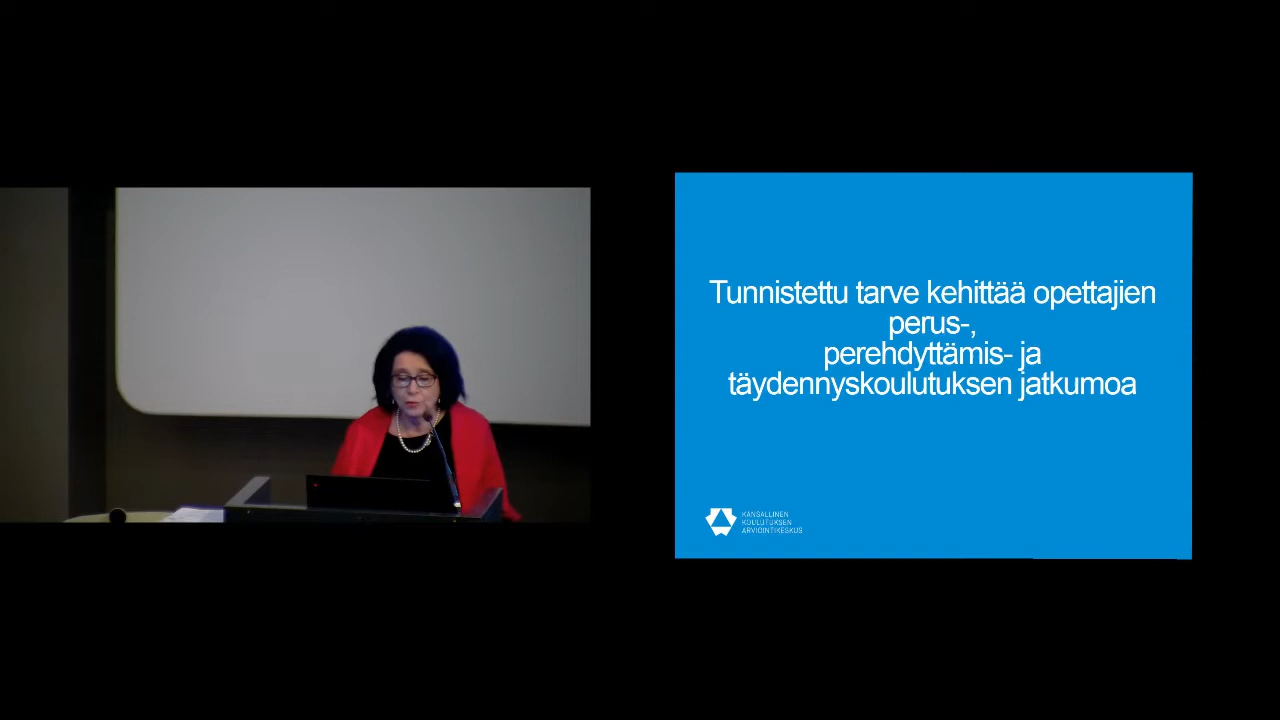 Tunnistettu tarve kehittää opettajien
perus-,
perehdyttämis- ja
täydennyskoulutuksen jatkumoa
KANSALLINEN
KOULUTUKSEN
ARVIOINTIKESKUS